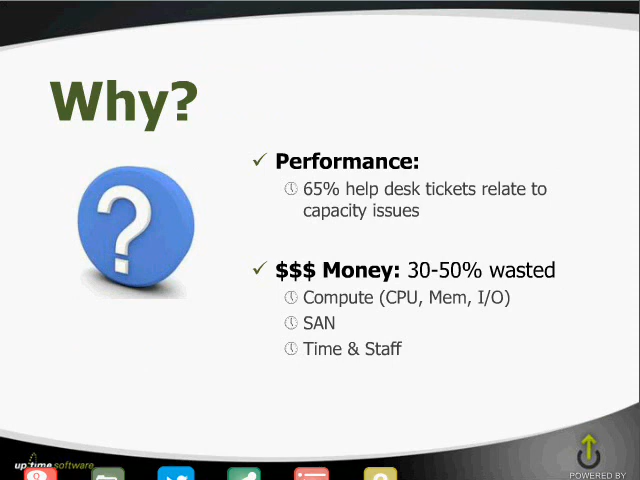 Why?
Performance:
65% help desk tickets relate to
capacity issues
$$$ Money: 30-50% wasted
Compute (CPU, Mem, I/O)
SAN
Time & Staff
up time software
POWERED BY